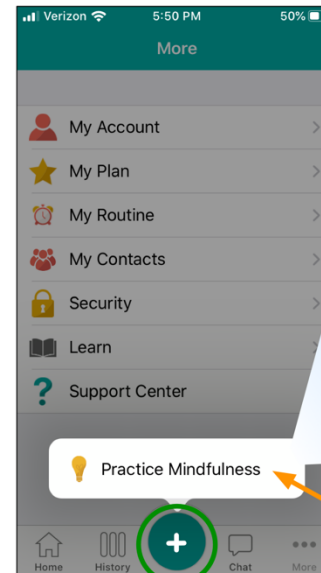 Verizon 5:50 PM 50%
More
My Account
My Plan
My Routine
My Contacts
Security
Learn
? Support Center
Practice Mindfulness
+
Home History Chat More